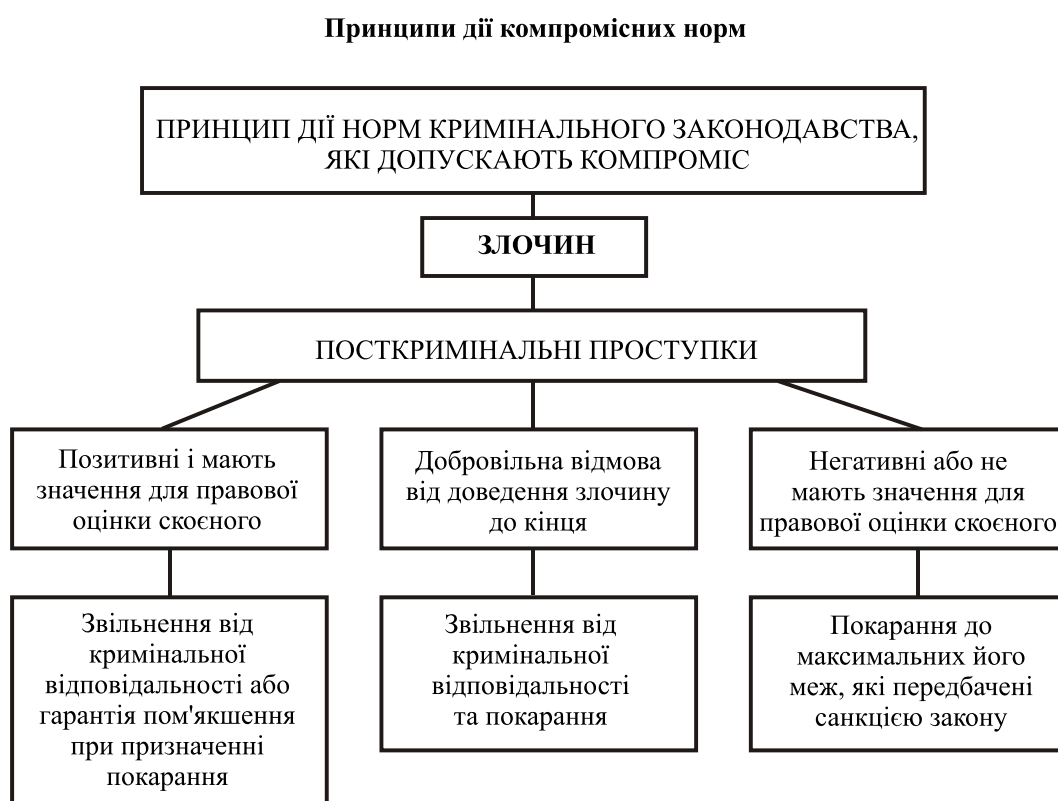 Принципи дії компромісних норм
ПРИНЦИП ДІЇ НОРМ КРИМІНАЛЬНОГО ЗАКОНОДАВСТВА,
ЯКІ ДОПУСКАЮТЬ КОМПРОМІС
ЗЛОЧИН
ПОСТКРИМІНАЛЬНІ ПРОСТУПКИ
Позитивні і мають
значення для правової
оцінки скоєного
Добровільна відмова
від доведення злочину
до кінця
Негативні або не
мають значення для
правової оцінки скоєного
Звільнення від
кримінальної
відповідальності або
гарантія пом'якшення
при призначенні
покарання
Звільнення від
кримінальної
відповідальності
та покарання
Покарання до
максимальних його
меж, які передбачені
санкцією закону